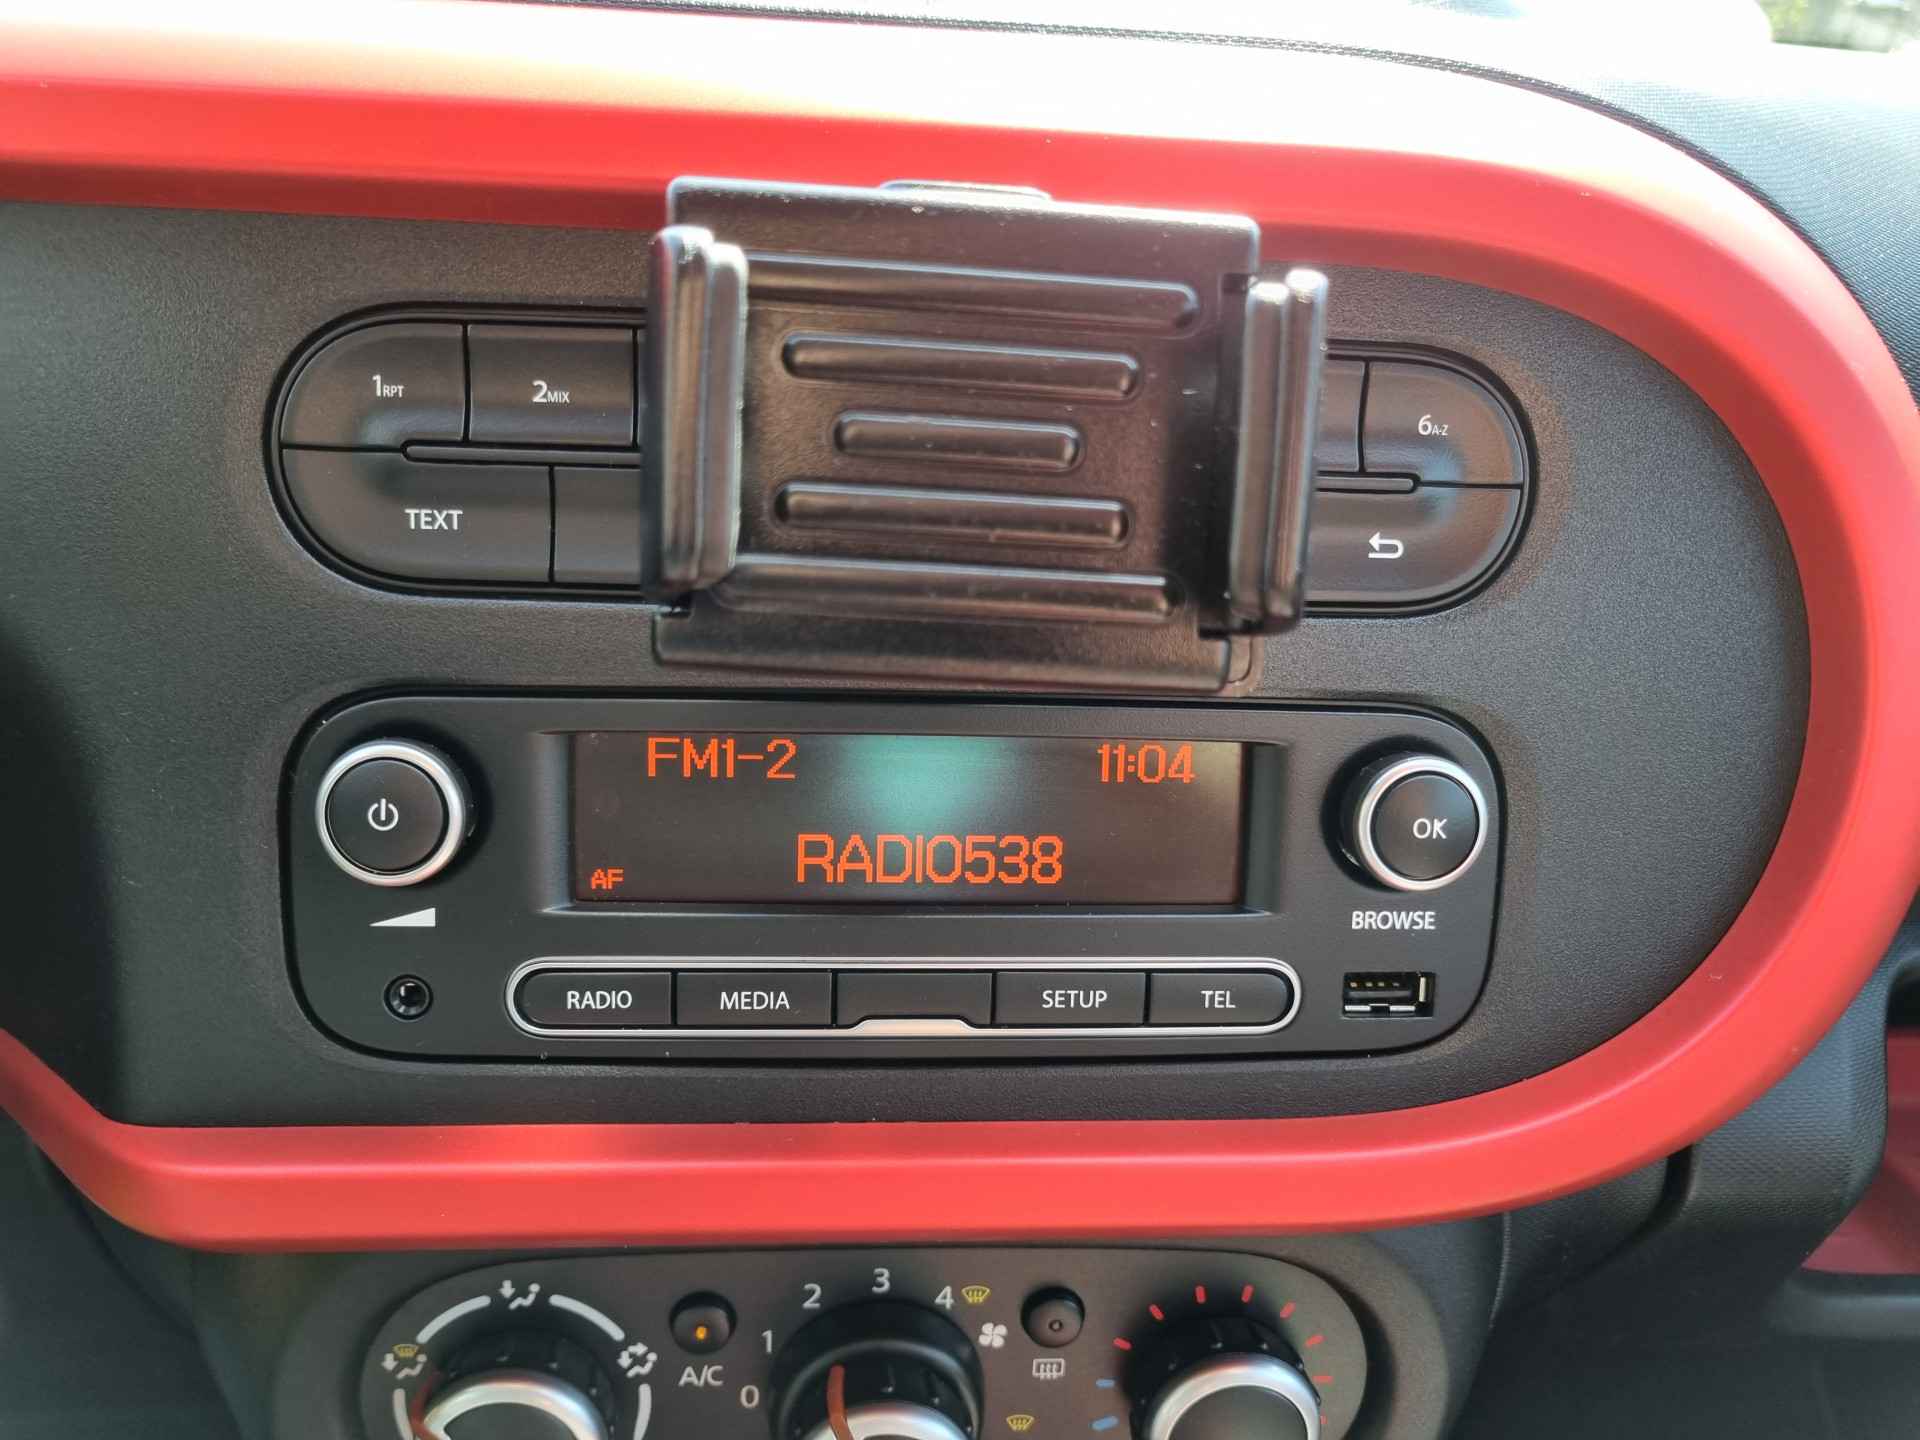 1RPT 2MIX 6A-Z
TEXT
FM1-2 11:04
RADIO538
AF
OK
BROWSE
RADIO MEDIA SETUP TEL
0 1 2 3 4
A/C